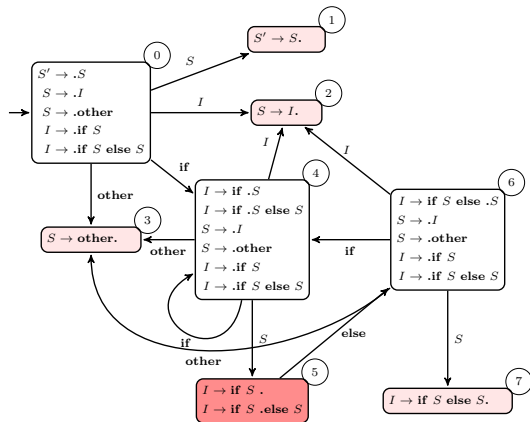 0
S′ → .S
S → .I
S → .other
I → .if S
I → .if S else S
S
1
S′ → S.
I
2
S → I.
if
other
3
S → other.
4
I → if .S
I → if .S else S
S → .I
S → .other
I → .if S
I → .if S else S
I
other
if
S
6
I → if S else .S
S → .I
S → .other
I → .if S
I → .if S else S
I
if
other
else
S
5
I → if S .
I → if S .else S
7
I → if S else S.